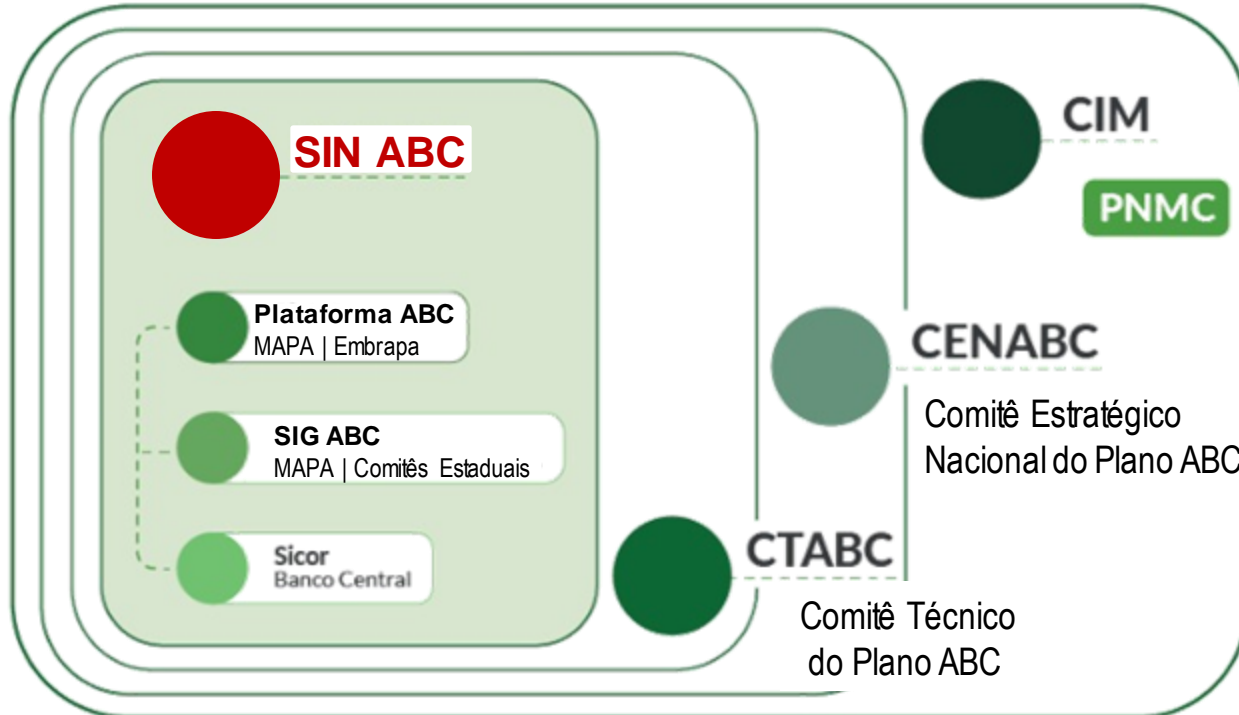 SIN ABC
Plataforma ABC
MAPA | Embrapa
SIG ABC
MAPA | Comitês Estaduais
Sicor
Banco Central
CTABC
Comitê Técnico
do Plano ABC
CENABC
Comitê Estratégico
Nacional do Plano ABC
CIM
PNMC